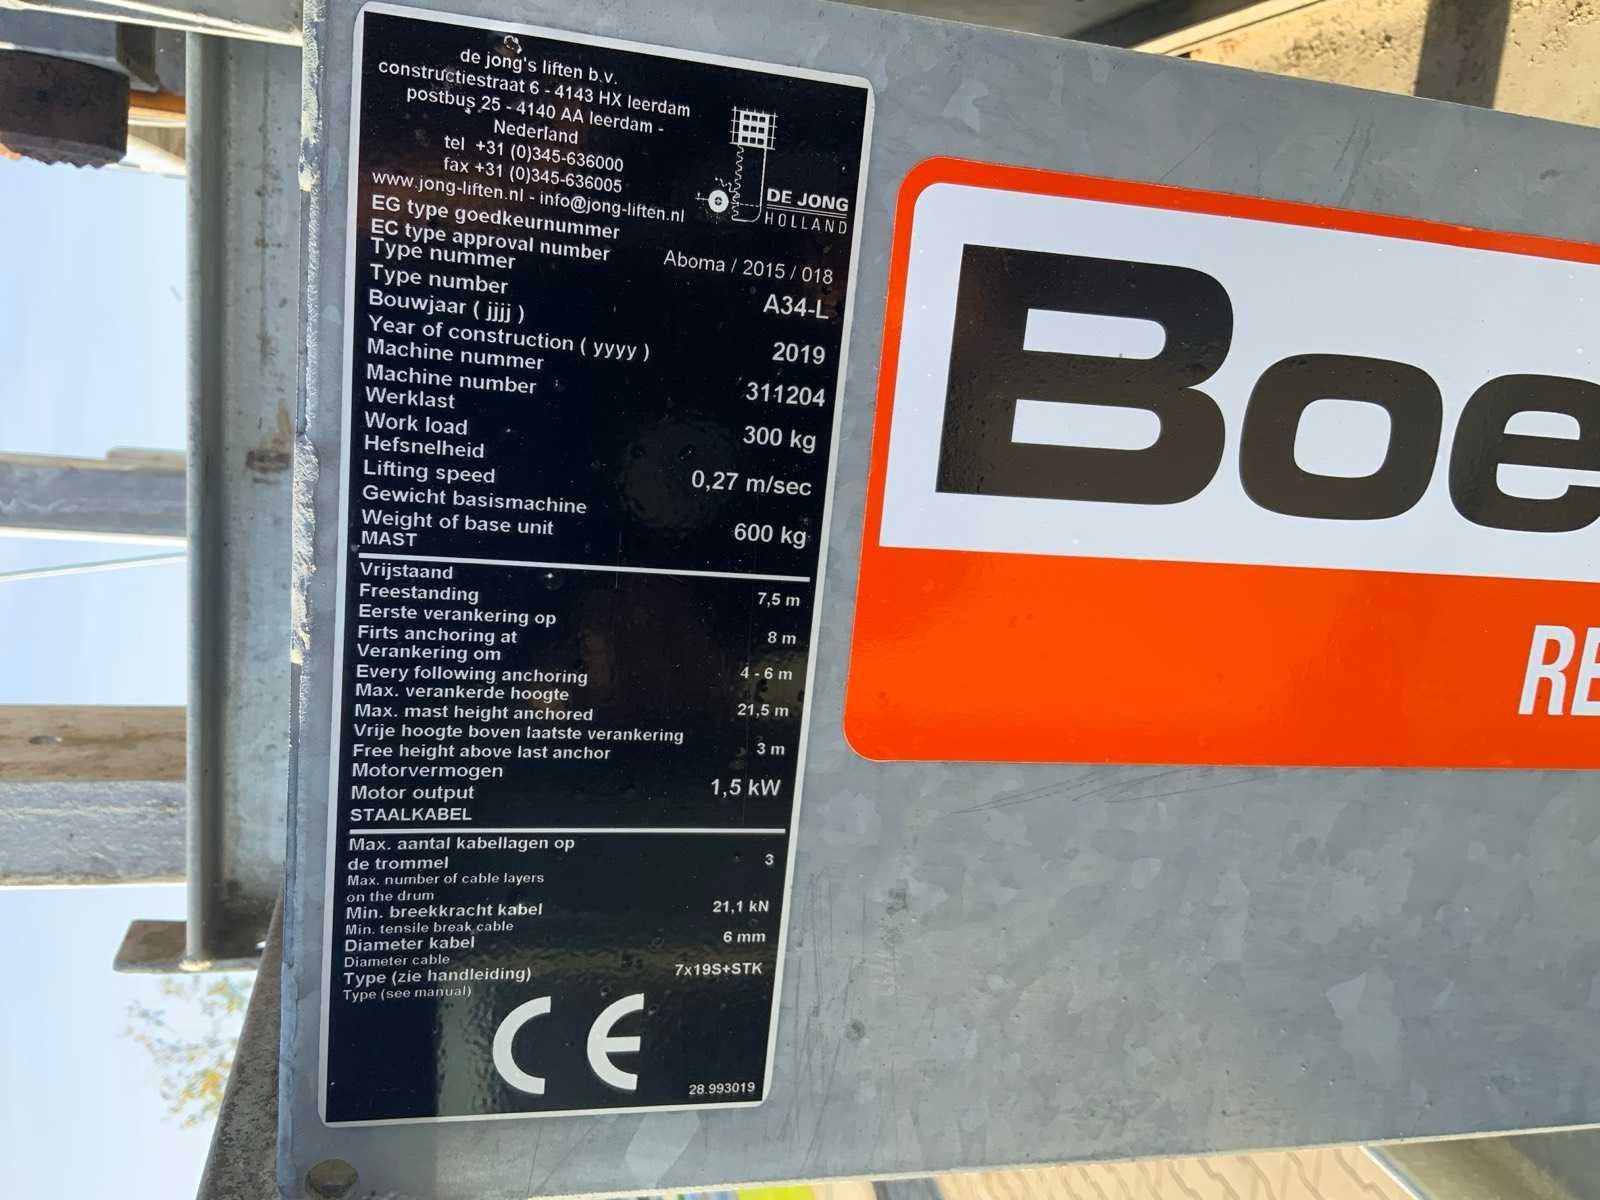 de jong's liften b.v.
constructiestraat 6 - 4143 HX leerdam
postbus 25 - 4140 AA leerdam -
Nederland
tel +31 (0)345-636000
fax +31 (0)345-636005
www.jong-liften.nl - info@jong-liften.nl
DE JONG
HOLLAND
EG type goedkeurnummer
EC type approval number Aboma / 2015 / 018
Type nummer
Type number A34-L
Bouwjaar ( jjjj )
Year of construction ( yyyy ) 2019
Machine nummer
Machine number 311204
Werklast
Work load 300 kg
Hefsnelheid
Lifting speed 0,27 m/sec
Gewicht basismachine
Weight of base unit 600 kg
MAST
Vrijstaand
Freestanding 7,5 m
Eerste verankering op
Firts anchoring at 8 m
Verankering om
Every following anchoring 4 - 6 m
Max. verankerde hoogte
Max. mast height anchored 21,5 m
Vrije hoogte boven laatste verankering
Free height above last anchor 3 m
Motorvermogen
Motor output 1,5 kW
STAALKABEL
Max. aantal kabellagen op
de trommel 3
Max. number of cable layers
on the drum
Min. breekkracht kabel 21,1 kN
Min. tensile break cable
Diameter kabel 6 mm
Diameter cable
Type (zie handleiding) 7x19S+STK
Type (see manual)
CE
28.993019
Boe
RE